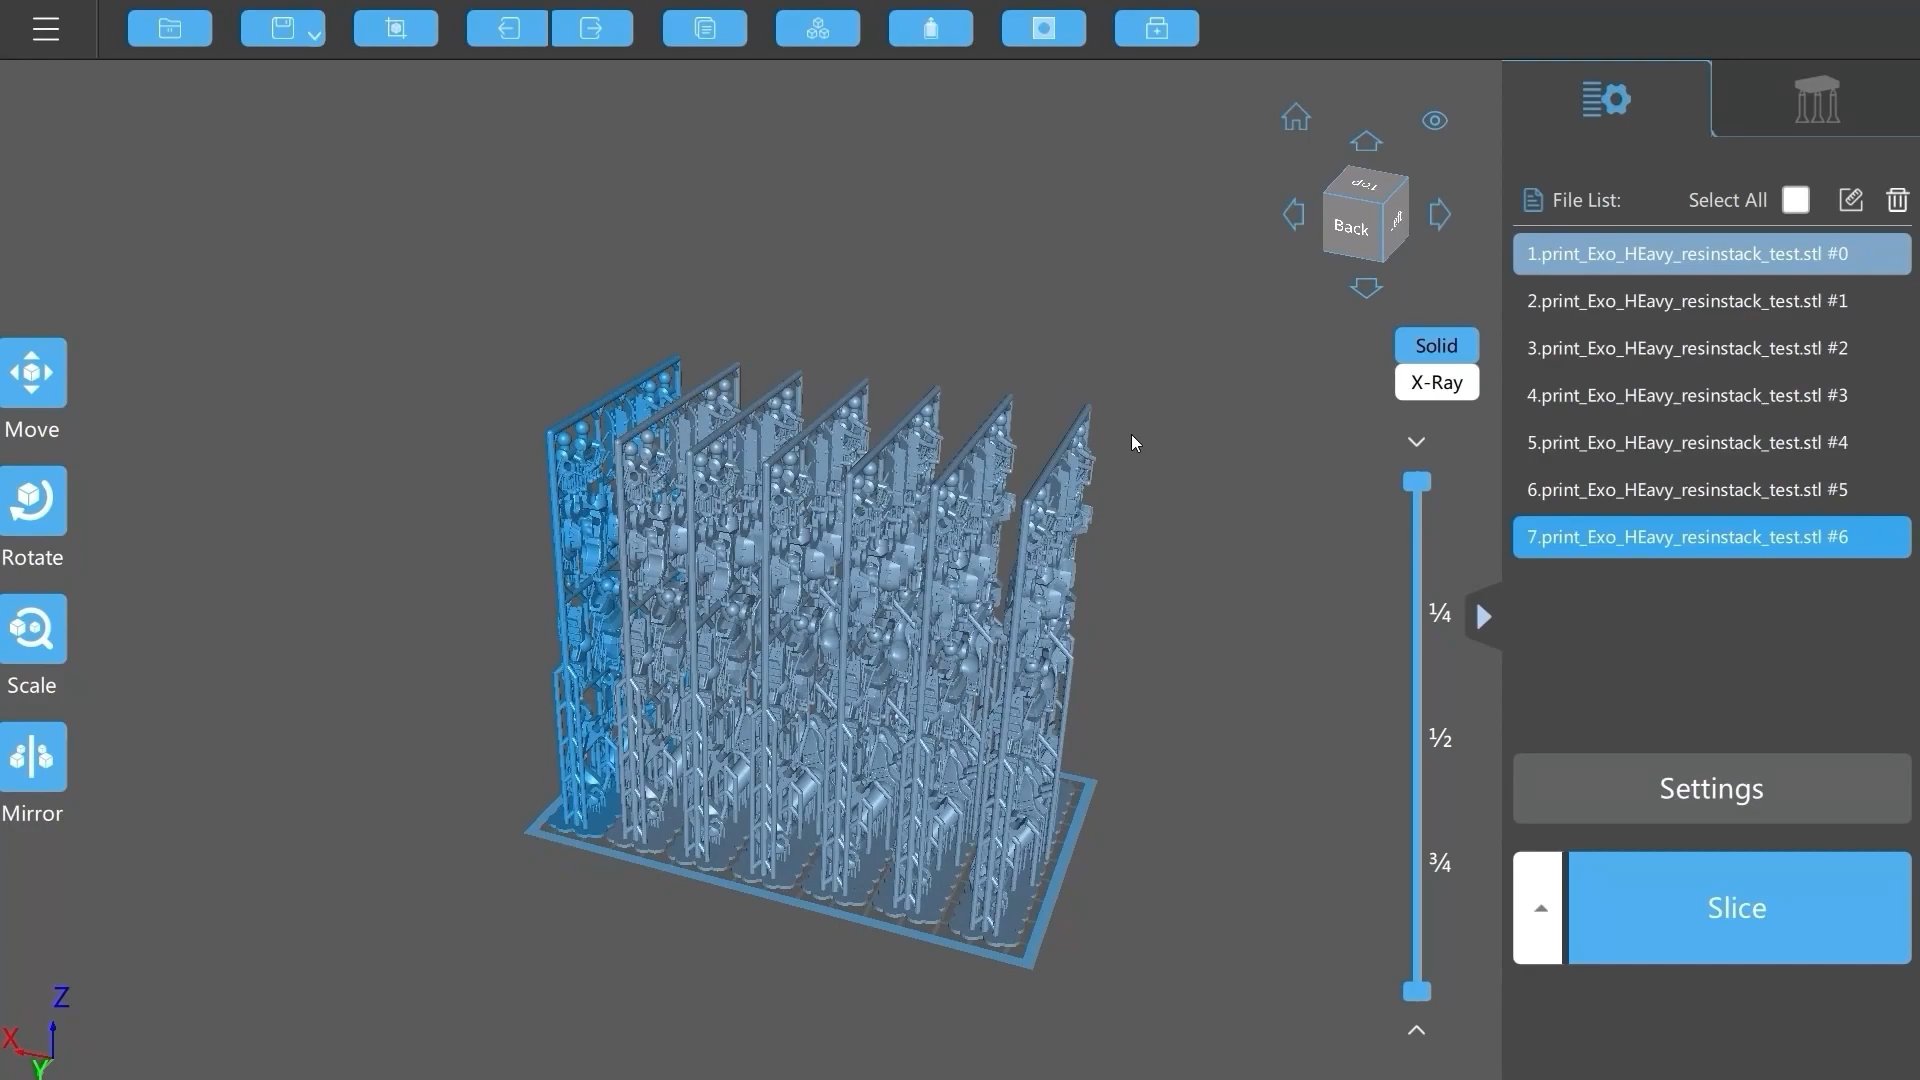 Top
Back
Left
File List:
Select All
1.print_Exo_HEavy_resinstack_test.stl #0
2.print_Exo_HEavy_resinstack_test.stl #1
3.print_Exo_HEavy_resinstack_test.stl #2
4.print_Exo_HEavy_resinstack_test.stl #3
5.print_Exo_HEavy_resinstack_test.stl #4
6.print_Exo_HEavy_resinstack_test.stl #5
7.print_Exo_HEavy_resinstack_test.stl #6
Solid
X-Ray
Move
Rotate
Scale
Mirror
¼
½
¾
Settings
Slice
Z
X
Y